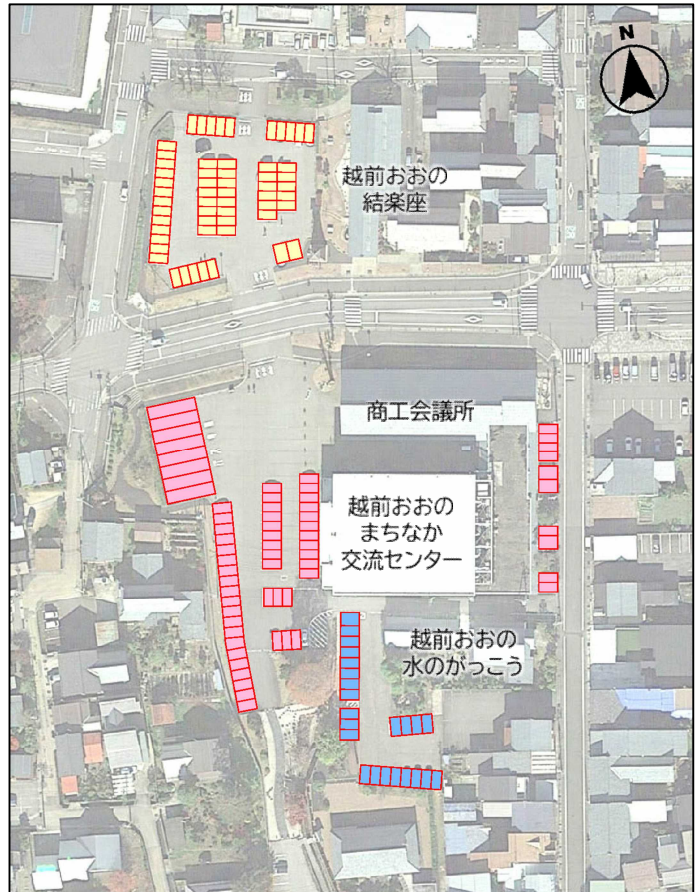 N
越前おおの
結楽座
商工会議所
越前おおの
まちなか
交流センター
越前おおの
水のがっこう